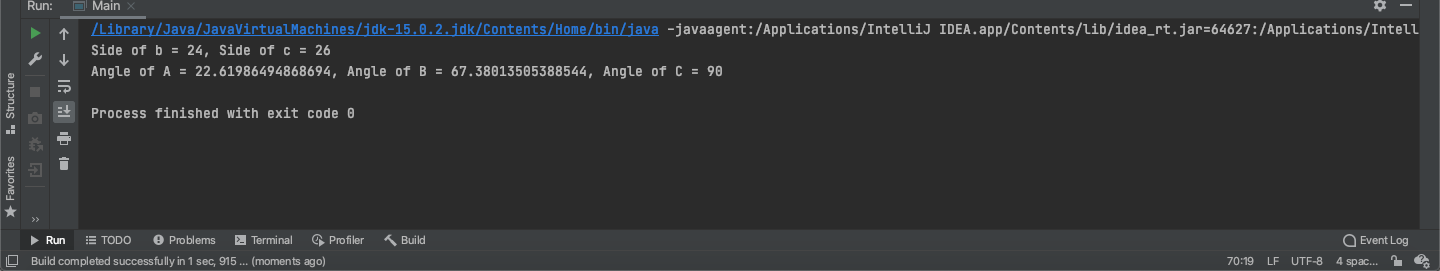 Run: Main
/Library/Java/JavaVirtualMachines/jdk-15.0.2.jdk/Contents/Home/bin/java -javaagent:/Applications/IntelliJ IDEA.app/Contents/lib/idea_rt.jar=64627:/Applications/Intell
Side of b = 24, Side of c = 26
Angle of A = 22.61986494868694, Angle of B = 67.38013505388544, Angle of C = 90
Process finished with exit code 0
Structure
Favorites
Run TODO Problems Terminal Profiler Build Event Log
Build completed successfully in 1 sec, 915 ... (moments ago) 70:19 LF UTF-8 4 spac...